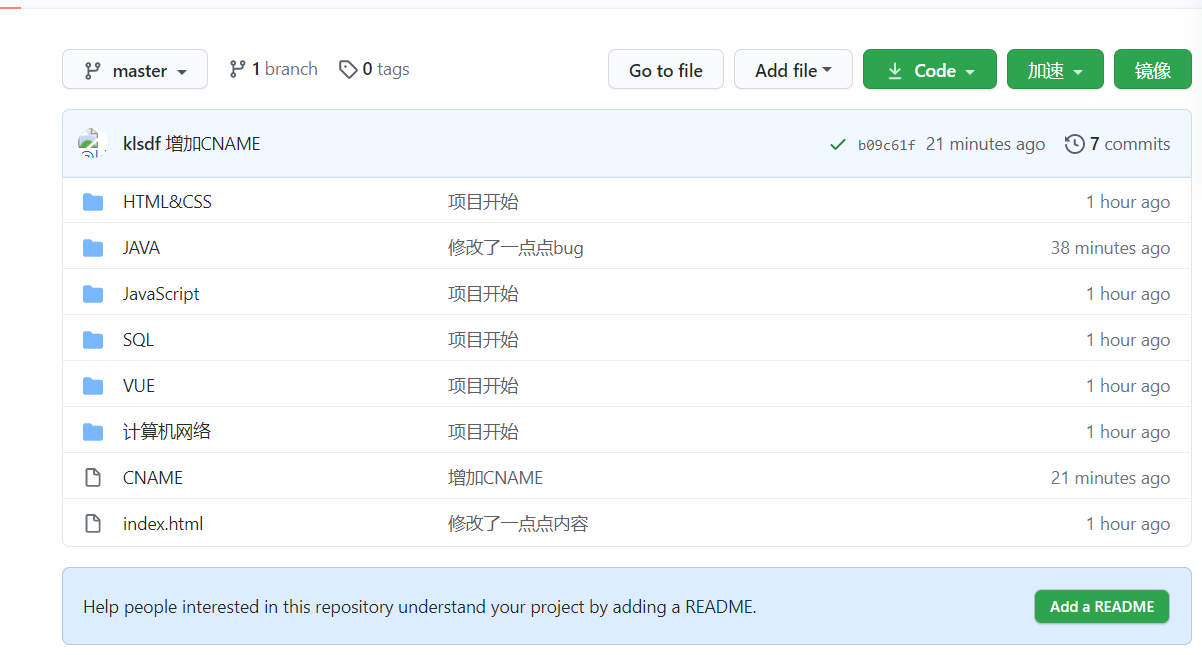 master 1 branch 0 tags Go to file Add file Code 加速 镜像
klsdf 增加CNAME b09c61f 21 minutes ago 7 commits
HTML&CSS 项目开始 1 hour ago
JAVA 修改了一点点bug 38 minutes ago
JavaScript 项目开始 1 hour ago
SQL 项目开始 1 hour ago
VUE 项目开始 1 hour ago
计算机网络 项目开始 1 hour ago
CNAME 增加CNAME 21 minutes ago
index.html 修改了一点点内容 1 hour ago
Help people interested in this repository understand your project by adding a README. Add a README